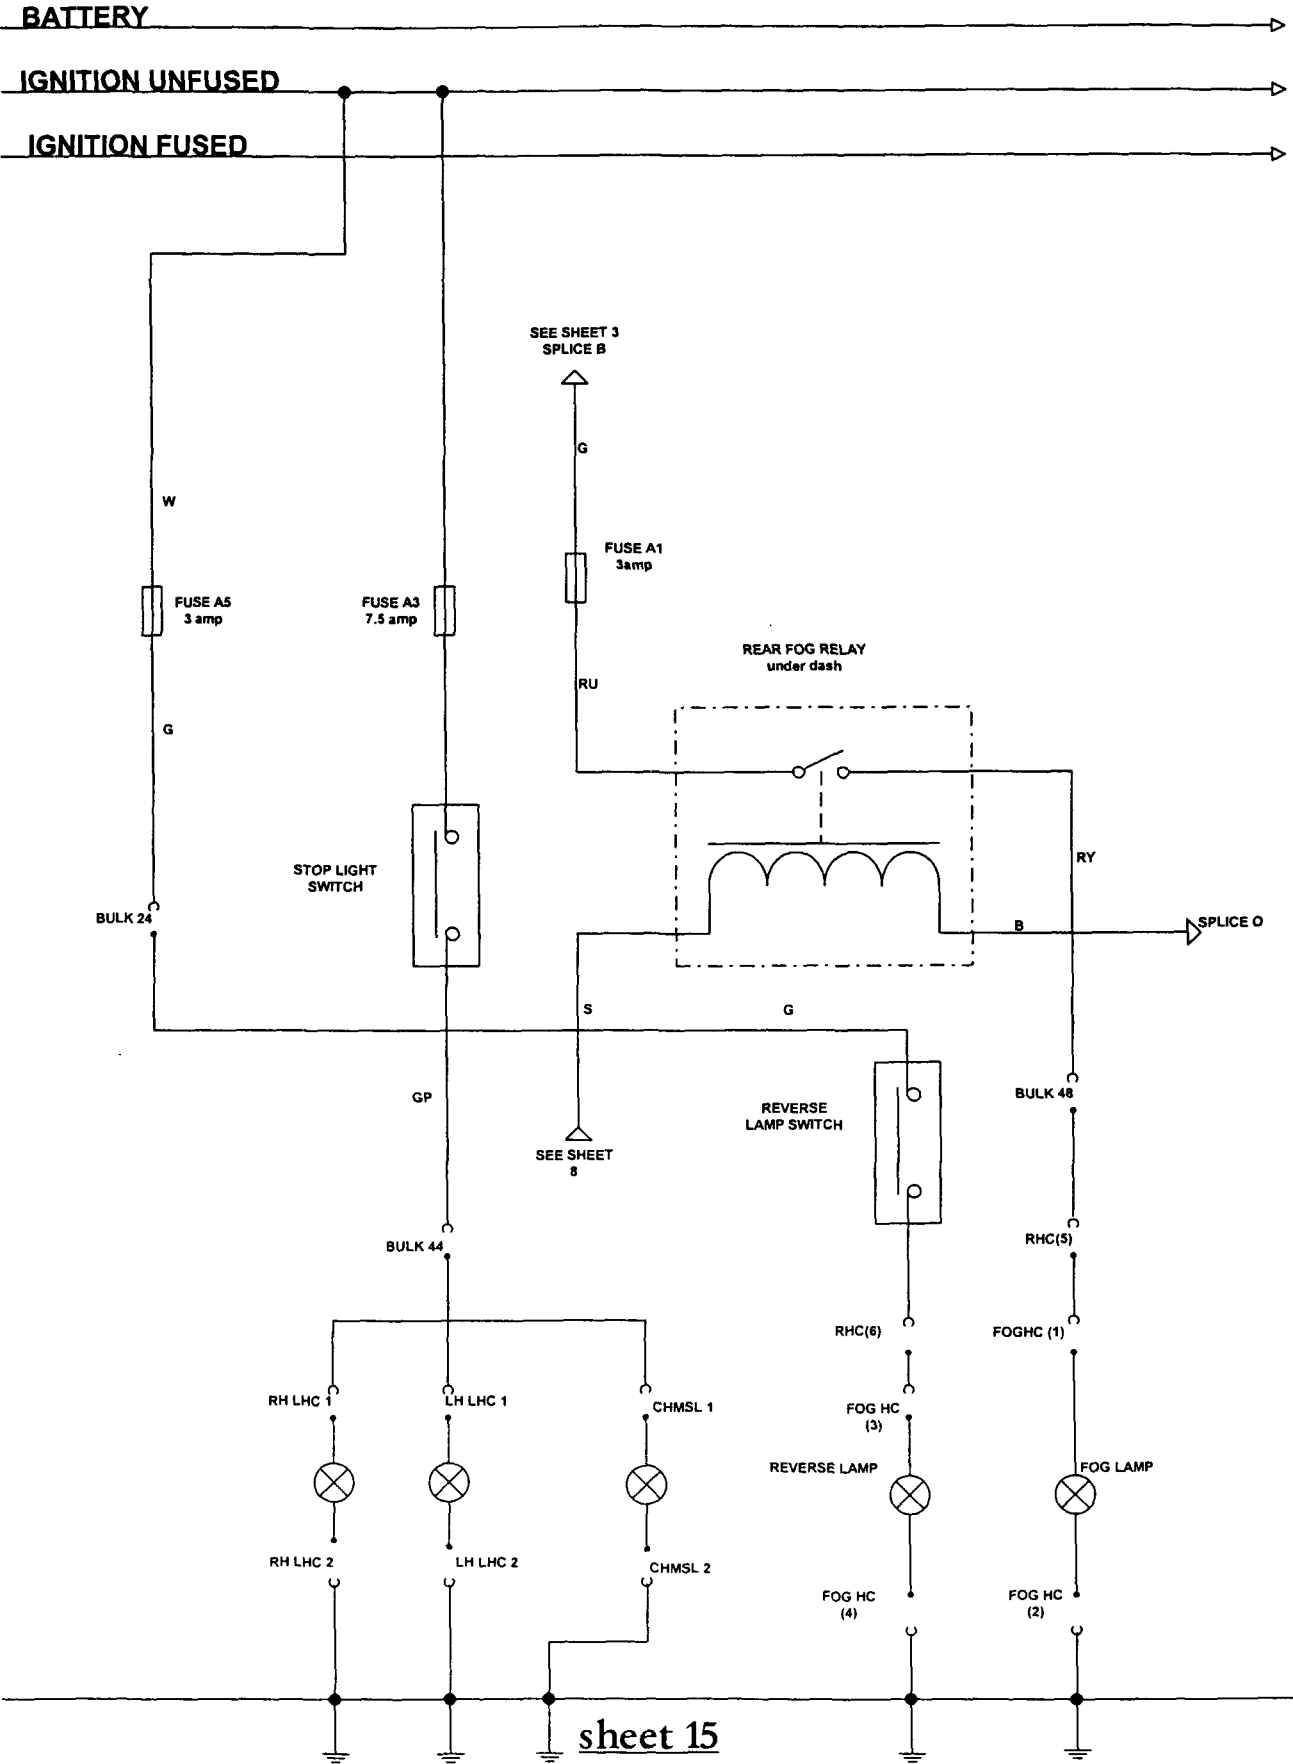 BATTERY
IGNITION UNFUSED
IGNITION FUSED
SEE SHEET 3
SPLICE B
G
W
FUSE A1
3amp
FUSE A5
3 amp
FUSE A3
7.5 amp
REAR FOG RELAY
under dash
RU
G
RY
STOP LIGHT
SWITCH
BULK 24
B
SPLICE O
S
G
GP
BULK 48
REVERSE
LAMP SWITCH
SEE SHEET
8
BULK 44
RHC(5)
RHC(6)
FOGHC (1)
RH LHC 1
LH LHC 1
CHMSL 1
FOG HC
(3)
REVERSE LAMP
FOG LAMP
RH LHC 2
LH LHC 2
CHMSL 2
FOG HC
(4)
FOG HC
(2)
sheet 15